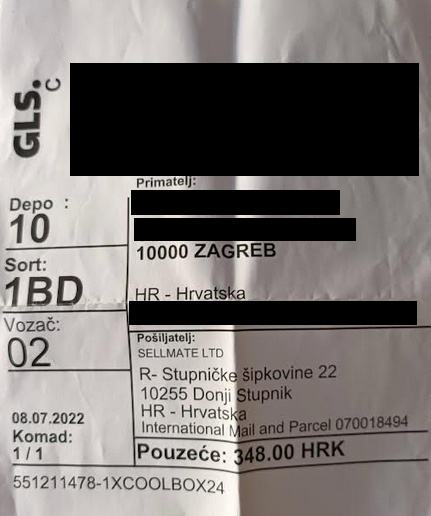 GLS.
C
Primatelj:
Depo :
10
10000 ZAGREB
Sort:
1BD
HR - Hrvatska
Vozač:
02
Pošiljatelj:
SELLMATE LTD
R- Stupničke šipkovine 22
10255 Donji Stupnik
HR - Hrvatska
International Mail and Parcel 070018494
08.07.2022
Komad:
1 / 1
Pouzeće: 348.00 HRK
551211478-1XCOOLBOX24